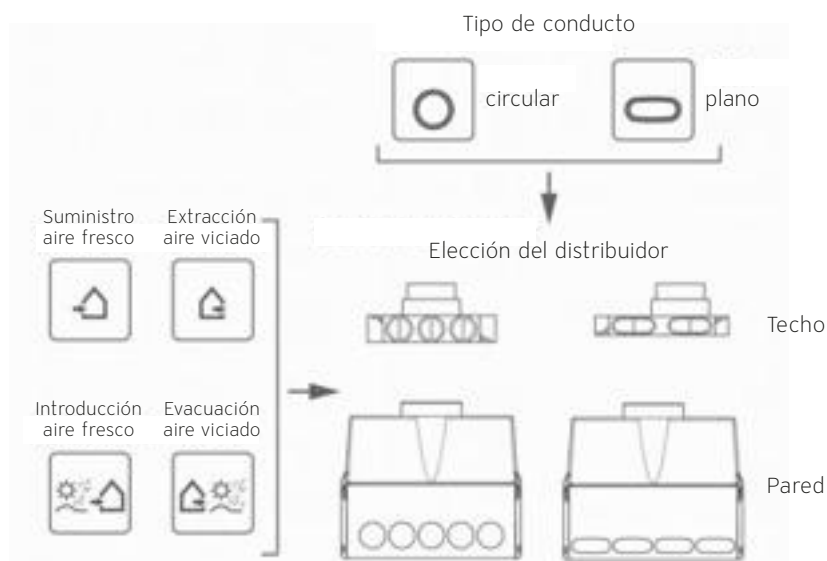 Tipo de conducto
circular
plano
Suministro
aire fresco
Extracción
aire viciado
Elección del distribuidor
Techo
Introducción
aire fresco
Evacuación
aire viciado
Pared